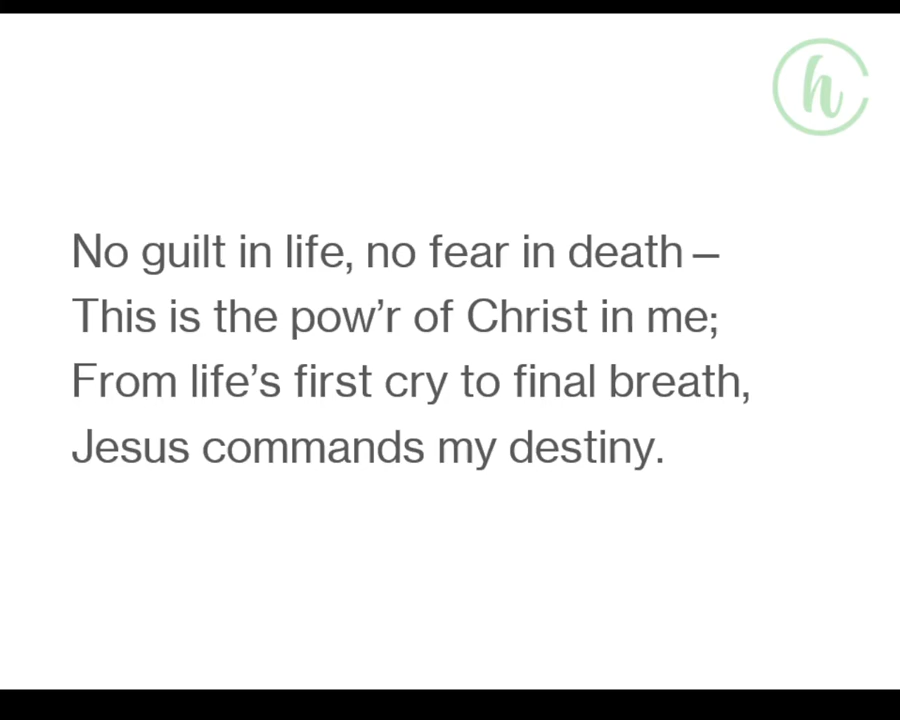 h
No guilt in life, no fear in death –
This is the pow’r of Christ in me;
From life’s first cry to final breath,
Jesus commands my destiny.